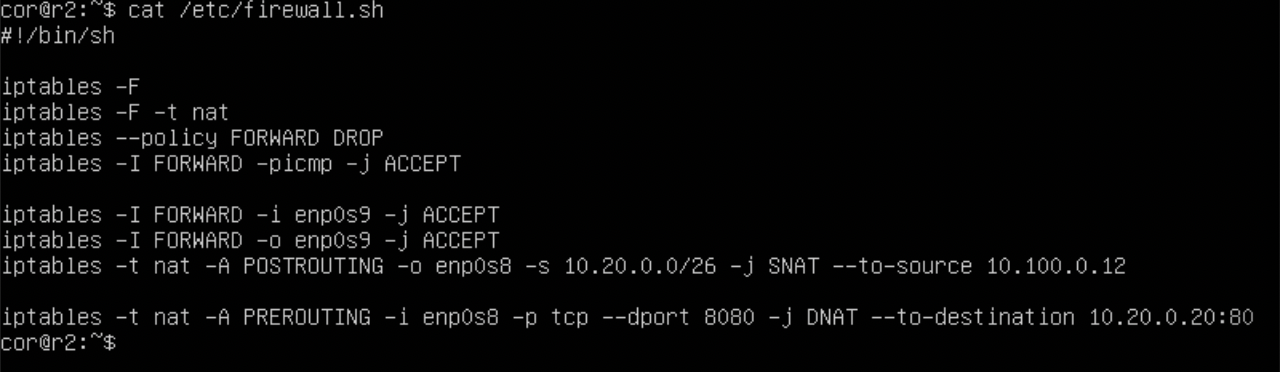 cor@r2:~$ cat /etc/firewall.sh
#!/bin/sh
iptables -F
iptables -F -t nat
iptables --policy FORWARD DROP
iptables -I FORWARD -picmp -j ACCEPT
iptables -I FORWARD -i enp0s9 -j ACCEPT
iptables -I FORWARD -o enp0s9 -j ACCEPT
iptables -t nat -A POSTROUTING -o enp0s8 -s 10.20.0.0/26 -j SNAT --to-source 10.100.0.12
iptables -t nat -A PREROUTING -i enp0s8 -p tcp --dport 8080 -j DNAT --to-destination 10.20.0.20:80
cor@r2:~$